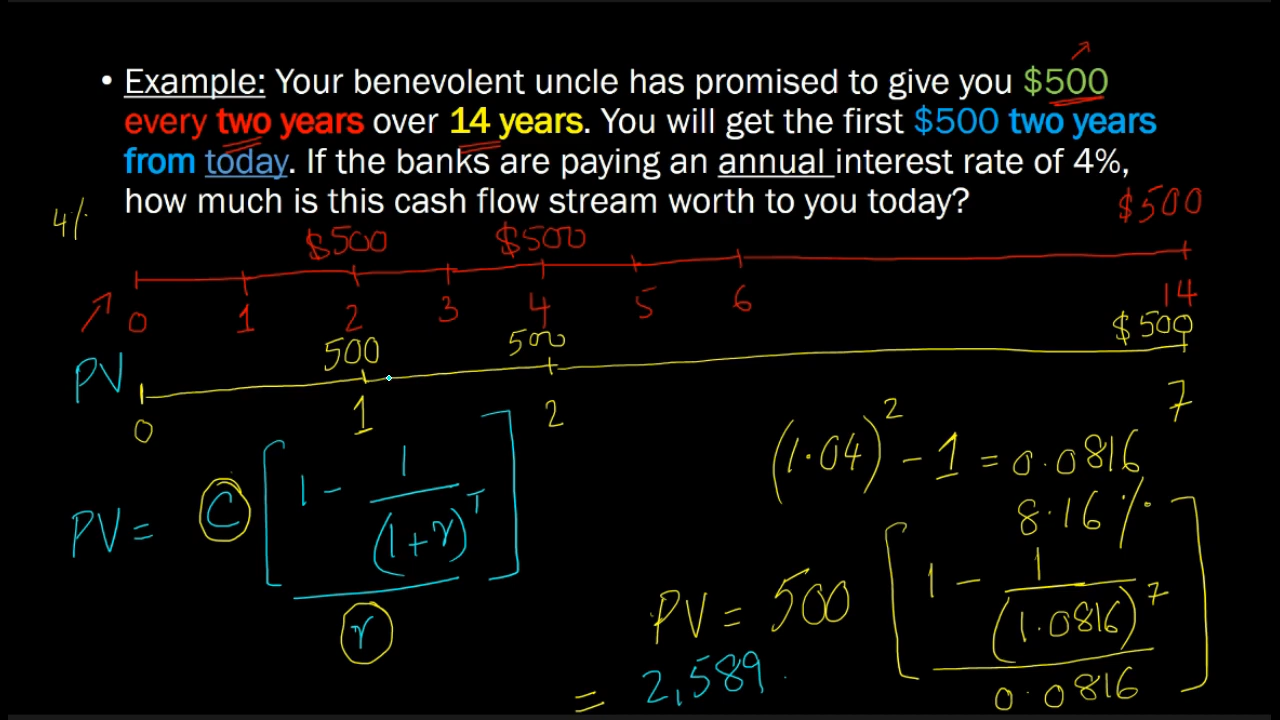 • Example: Your benevolent uncle has promised to give you $500
every two years over 14 years. You will get the first $500 two years
from today. If the banks are paying an annual interest rate of 4%,
how much is this cash flow stream worth to you today?
4%
$500 $500 $500
0 1 2 3 4 5 6 14
PV
500 500 $500
0 1 2 7
(1.04)² - 1 = 0.0816
8.16%
PV = C [1 - 1/(1+r)^T] / r
PV = 500 [1 - 1/(1.0816)^7] / 0.0816
= 2,589.